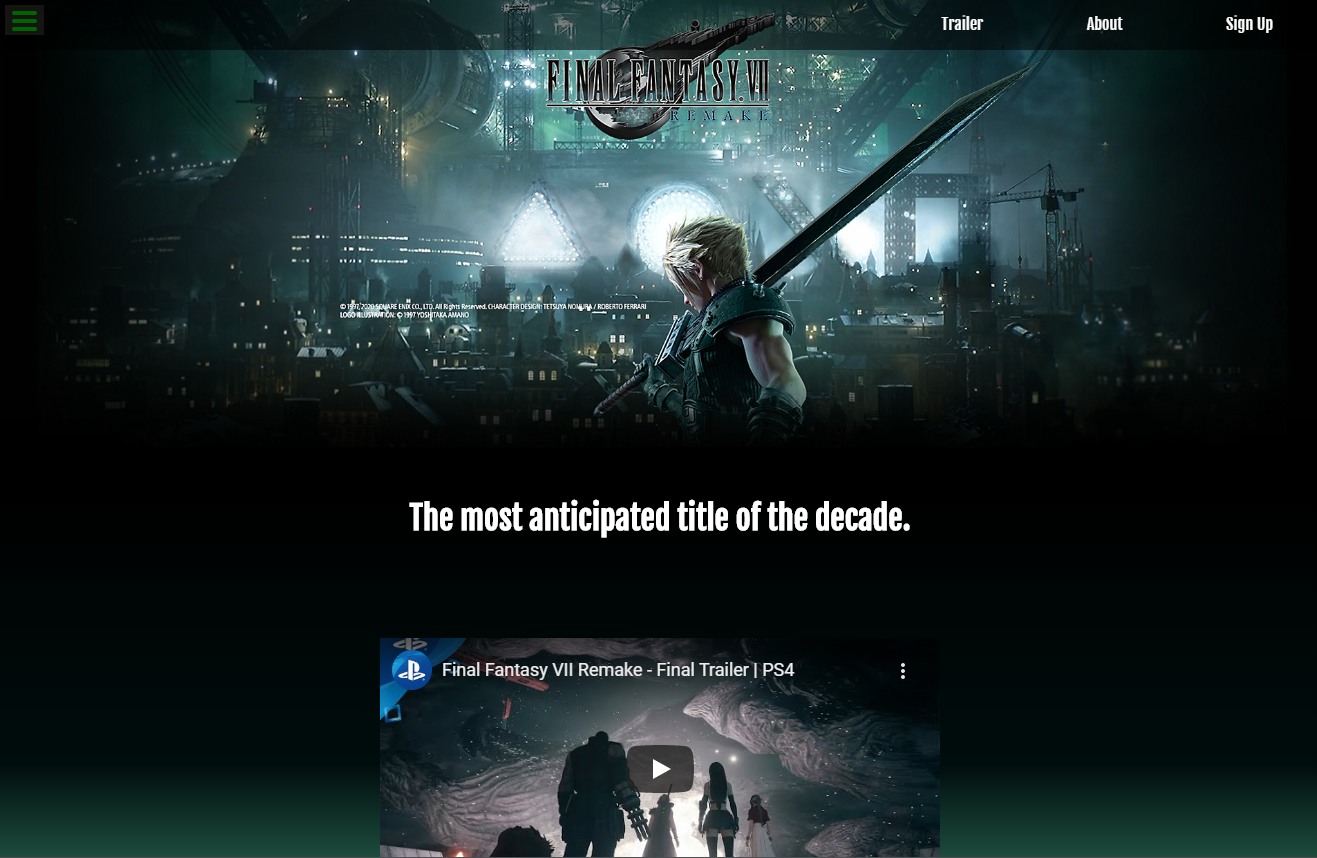 Trailer
About
Sign Up
FINAL FANTASY. VII
REMAKE
© 1997, 2020 SQUARE ENIX CO., LTD. All Rights Reserved. CHARACTER DESIGN: TETSUYA NOMURA / ROBERTO FERRARI
LOGO ILLUSTRATION: © 1997 YOSHITAKA AMANO
The most anticipated title of the decade.
Final Fantasy VII Remake - Final Trailer | PS4